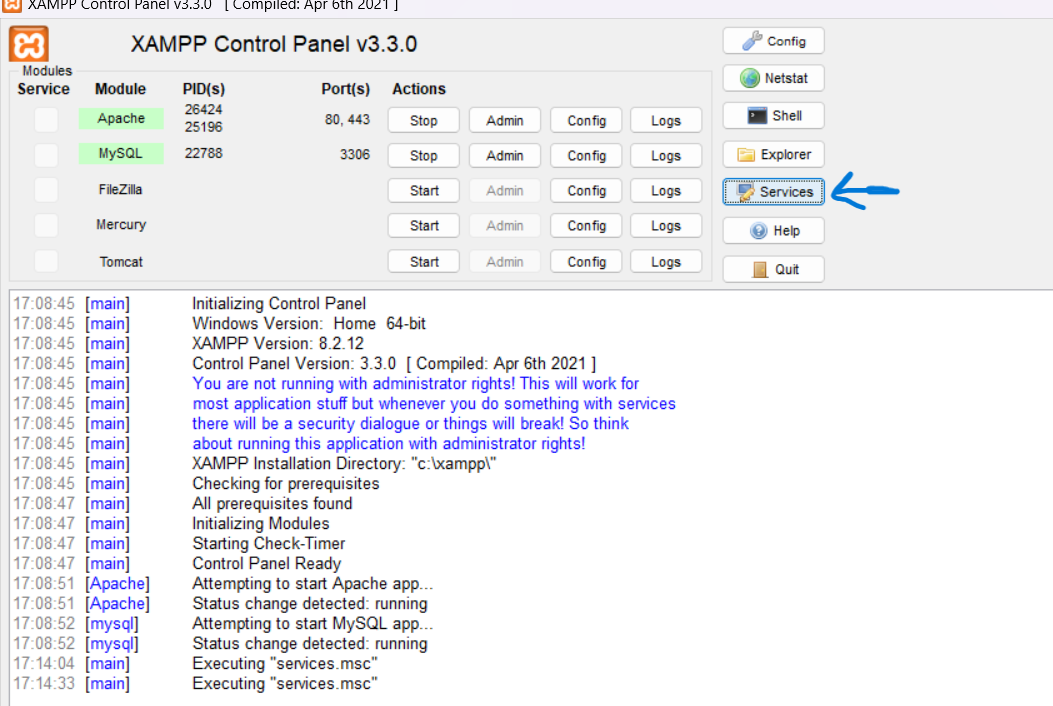 XAMPP Control Panel v3.3.0 [ Compiled: Apr 6th 2021 ]
XAMPP Control Panel v3.3.0
Config
Modules
Service Module PID(s) Port(s) Actions
Netstat
Apache 26424 25196 80, 443 Stop Admin Config Logs
Shell
MySQL 22788 3306 Stop Admin Config Logs
Explorer
FileZilla Start Admin Config Logs
Services
Mercury Start Admin Config Logs
Help
Tomcat Start Admin Config Logs
Quit
17:08:45 [main] Initializing Control Panel
17:08:45 [main] Windows Version: Home 64-bit
17:08:45 [main] XAMPP Version: 8.2.12
17:08:45 [main] Control Panel Version: 3.3.0 [ Compiled: Apr 6th 2021 ]
17:08:45 [main] You are not running with administrator rights! This will work for
17:08:45 [main] most application stuff but whenever you do something with services
17:08:45 [main] there will be a security dialogue or things will break! So think
17:08:45 [main] about running this application with administrator rights!
17:08:45 [main] XAMPP Installation Directory: "c:\xampp\"
17:08:45 [main] Checking for prerequisites
17:08:47 [main] All prerequisites found
17:08:47 [main] Initializing Modules
17:08:47 [main] Starting Check-Timer
17:08:47 [main] Control Panel Ready
17:08:51 [Apache] Attempting to start Apache app...
17:08:51 [Apache] Status change detected: running
17:08:52 [mysql] Attempting to start MySQL app...
17:08:52 [mysql] Status change detected: running
17:14:04 [main] Executing "services.msc"
17:14:33 [main] Executing "services.msc"